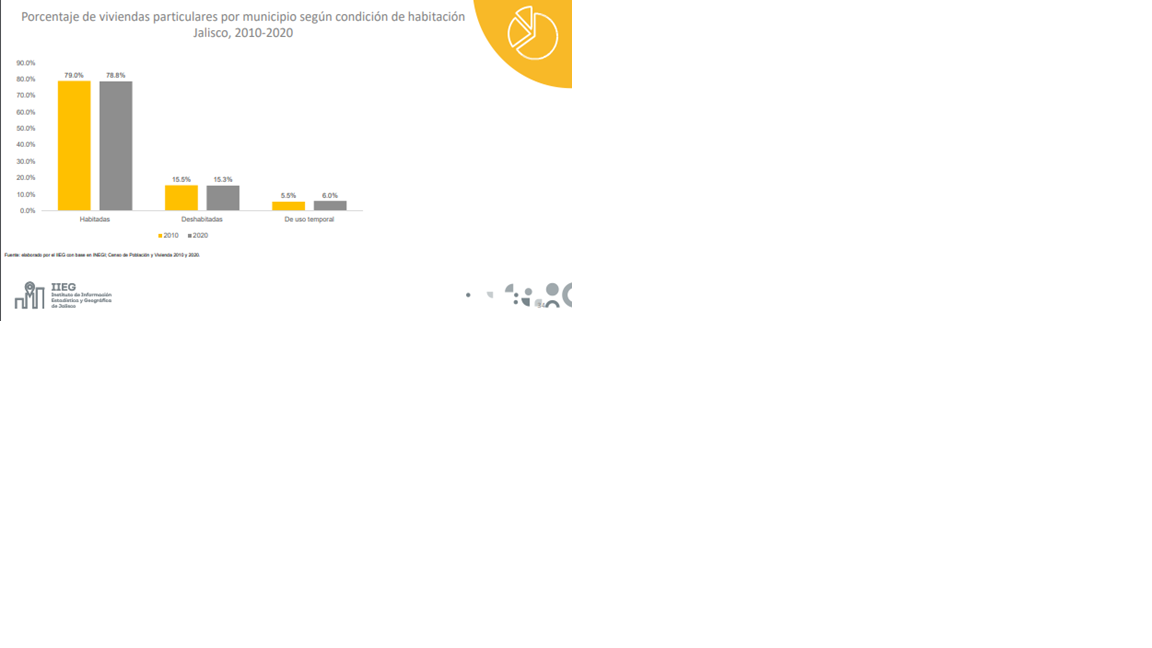 Porcentaje de viviendas particulares por municipio según condición de habitación
Jalisco, 2010-2020
90.0%
80.0%
70.0%
60.0%
50.0%
40.0%
30.0%
20.0%
10.0%
0.0%
79.0%
78.8%
15.5%
15.3%
5.5%
6.0%
Habitadas
Deshabitadas
De uso temporal
2010
2020
Fuente: elaborado por el IIEG con base en INEGI; Censo de Población y Vivienda 2010 y 2020.
IIEG
Instituto de Información
Estadística y Geográfica
de Jalisco